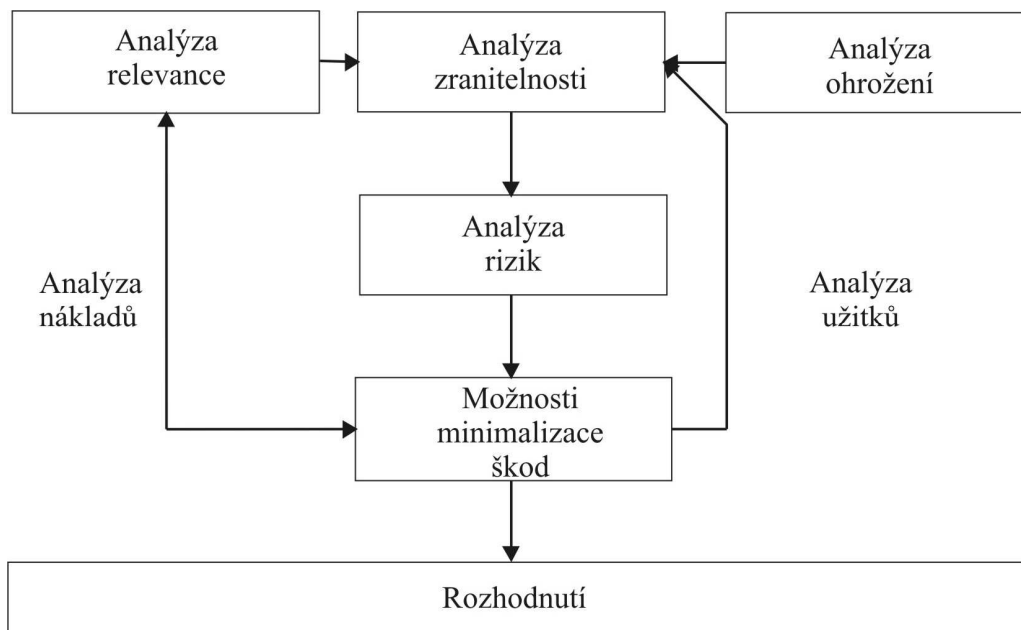 Analýza
relevance
Analýza
zranitelnosti
Analýza
ohrožení
Analýza
rizik
Analýza
nákladů
Analýza
užitků
Možnosti
minimalizace
škod
Rozhodnutí